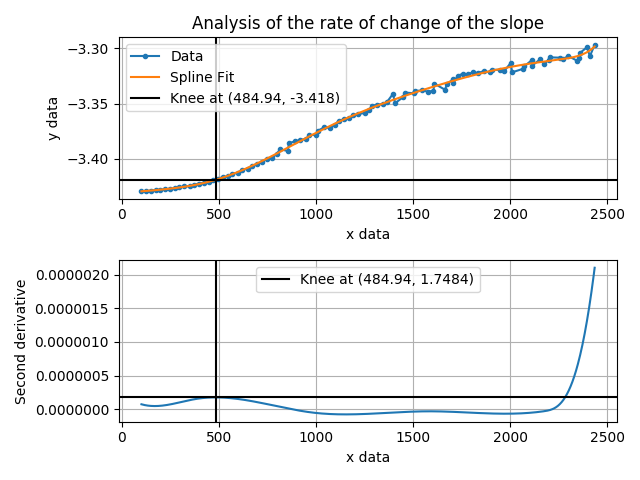 Analysis of the rate of change of the slope
−3.30
−3.35
−3.40
y data
Data
Spline Fit
Knee at (484.94, -3.418)
0 500 1000 1500 2000 2500
x data
0.0000020
0.0000015
0.0000010
0.0000005
0.0000000
Second derivative
Knee at (484.94, 1.7484)
0 500 1000 1500 2000 2500
x data